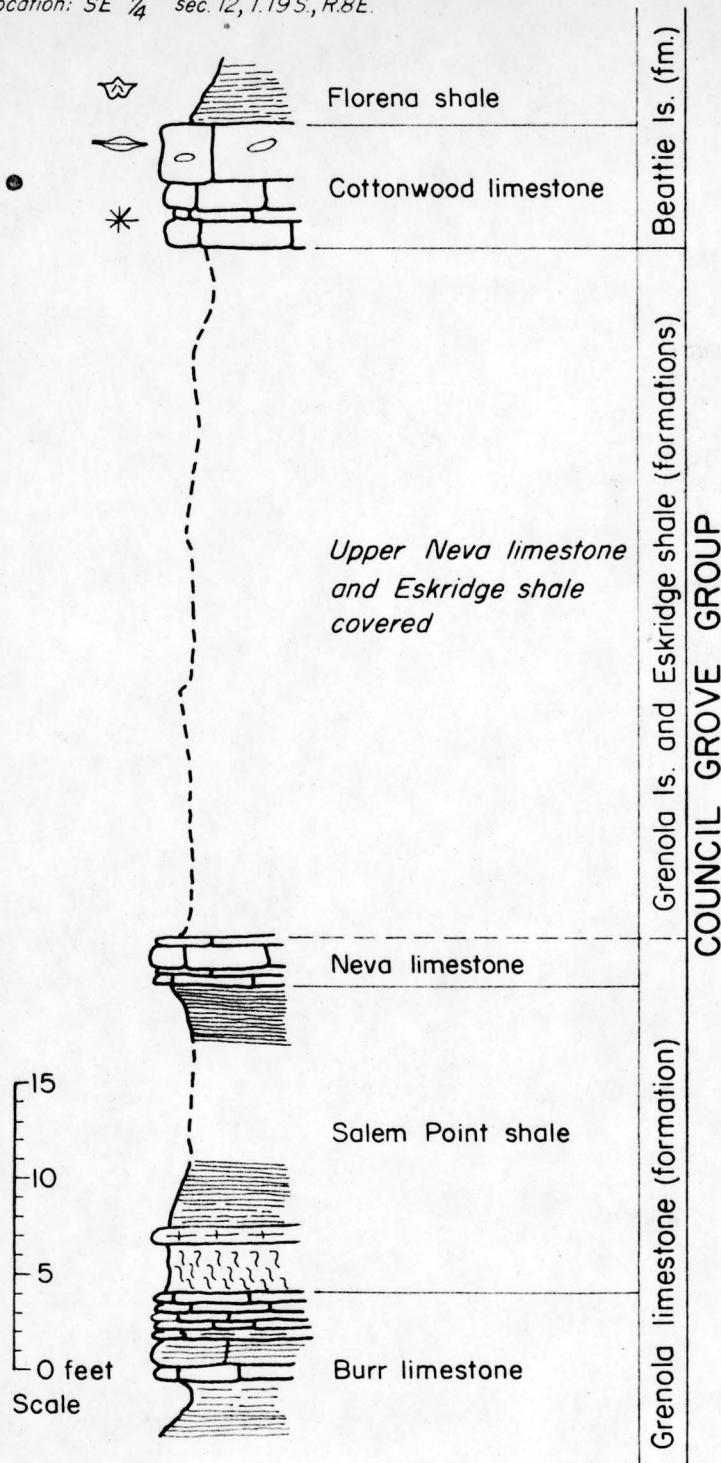 Location: SE ¼ sec. 12, T.19S., R.8E.
Florena shale
Cottonwood limestone
Beattie ls. (fm.)
Upper Neva limestone
and Eskridge shale
covered
Grenola ls. and Eskridge shale (formations)
COUNCIL GROVE GROUP
Neva limestone
Salem Point shale
Burr limestone
Grenola limestone (formation)
15
10
5
0 feet
Scale